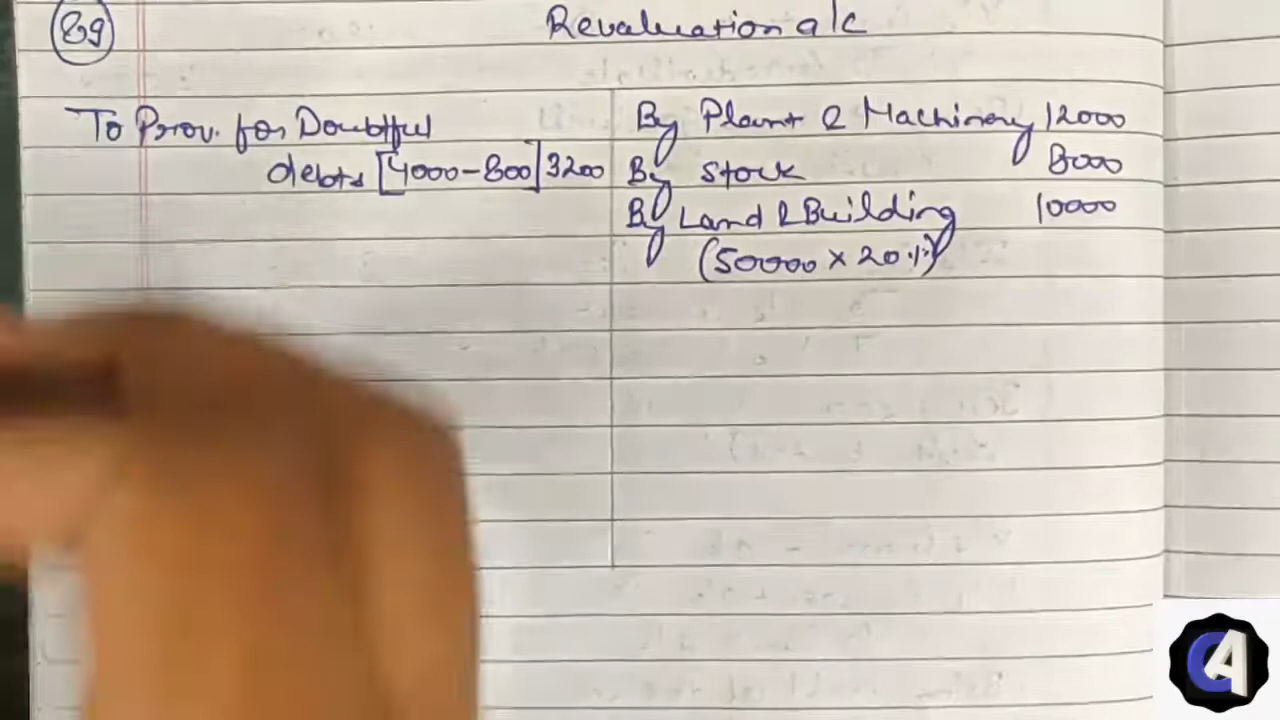 89
Revaluation a/c
To Prov. for Doubtful
debts [4000-800] 3200
By Plant & Machinery 12000
By Stock 8000
By Land & Building 10000
(50000 × 20%)
CA